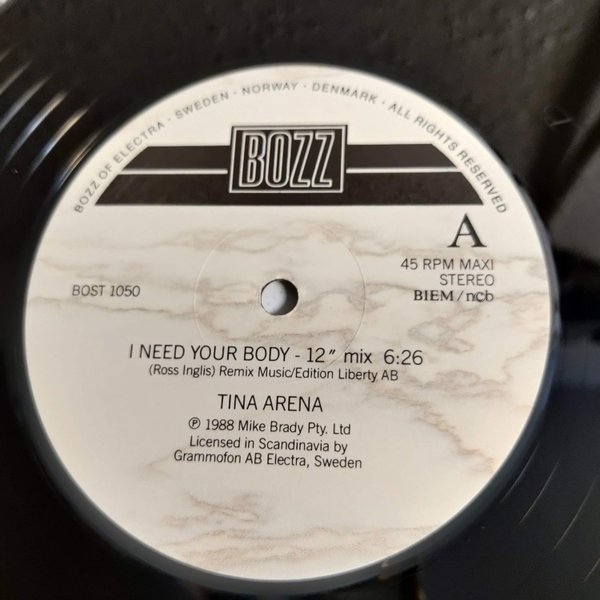 BOZZ OF ELECTRA · SWEDEN · NORWAY · DENMARK · ALL RIGHTS RESERVED
BOZZ
A
45 RPM MAXI
STEREO
BIEM/ncb
BOST 1050
I NEED YOUR BODY - 12" mix 6:26
(Ross Inglis) Remix Music/Edition Liberty AB
TINA ARENA
℗ 1988 Mike Brady Pty. Ltd
Licensed in Scandinavia by
Grammofon AB Electra, Sweden